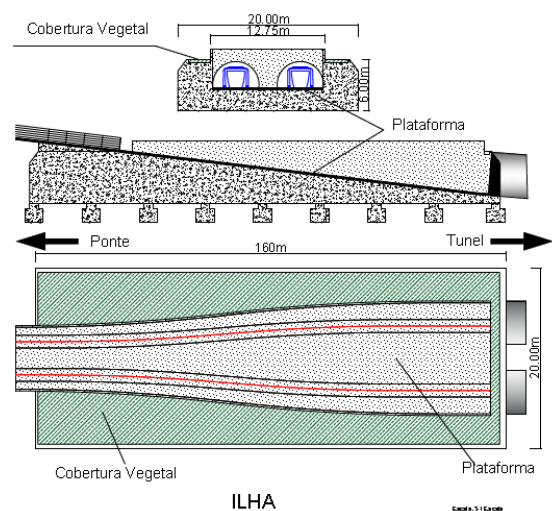 20.00m
Cobertura Vegetal
12.75m
6.00m
Plataforma
Ponte
Tunel
160m
20.00m
Cobertura Vegetal
Plataforma
ILHA